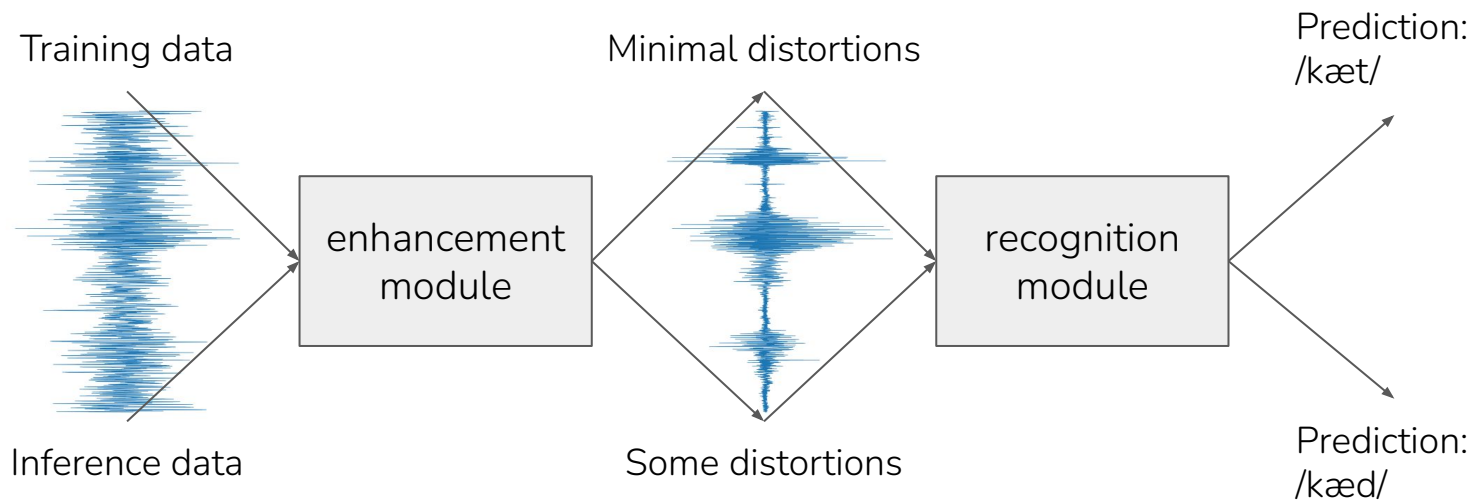 Training data
Minimal distortions
Prediction:
/kæt/
enhancement
module
recognition
module
Inference data
Some distortions
Prediction:
/kæd/